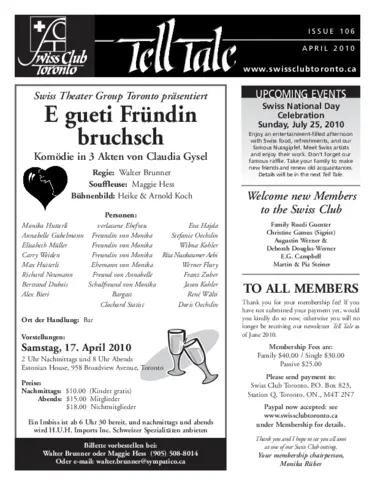 Swiss Club
Toronto
Tell Tale
ISSUE 106
APRIL 2010
www.swissclubtoronto.ca
Swiss Theater Group Toronto präsentiert
E gueti Fründin
bruchsch
Komödie in 3 Akten von Claudia Gysel
Regie: Walter Brunner
Souffleuse: Maggie Hess
Bühnenbild: Heike & Arnold Koch
Personen:
Monika Hutterli verlassene Ehefrau Eva Hajda
Annabelle Gukelmann Freundin von Monika Stefanie Oechslin
Elisabeth Müller Freundin von Monika Wilma Kohler
Carry Weiden Freundin von Monika Rita Nussbaumer Aebi
Max Hutterli Ehemann von Monika Werner Flury
Richard Neumann Freund von Annabelle Franz Zuber
Bertrand Dubois Schulfreund von Monika Jason Kohler
Alex Bieri Bargast René Wälti
Clochard Statist Doris Oechslin
Ort der Handlung: Bar
Vorstellungen:
Samstag, 17. April 2010
2 Uhr Nachmittags und 8 Uhr Abends
Estonian House, 958 Broadview Avenue, Toronto
Preise:
Nachmittags: $10.00 (Kinder gratis)
Abends: $15.00 Mitglieder
$18.00 Nichtmitglieder
Ein Imbiss ist ab 6 Uhr 30 bereit, und nachmittags und abends
wird H.U.H. Imports Inc. Schweizer Spezialitäten anbieten
Billette vorbestellen bei:
Walter Brunner oder Maggie Hess (905) 508-8014
Oder e-mail: walter.brunner@sympatico.ca
UPCOMING EVENTS
Swiss National Day
Celebration
Sunday, July 25, 2010
Enjoy an entertainment-filled afternoon
with Swiss food, refreshments, and our
famous Nussgipfel. Meet Swiss artists
and enjoy their work. Don't forget our
famous raffle. Take your family to make
new friends and renew old acquaintances.
Details will be in the next Tell Tale.
Welcome new Members
to the Swiss Club
Family Ruedi Guenter
Christine Gamus (Sigrist)
Augustin Werner &
Deborah Douglas-Werner
E.G. Campbell
Martin & Pia Steiner
TO ALL MEMBERS
Thank you for your membership fee! If you
have not submitted your payment yet, would
you kindly do so now; otherwise you will no
longer be receiving our newsletter Tell Tale as
of June 2010.
Membership Fees are:
Family $40.00 / Single $30.00
Passive $25.00
Please send payment to:
Swiss Club Toronto, P.O. Box 823,
Station Q, Toronto, ON., M4T 2N7
Paypal now accepted: see
www.swissclubtoronto.ca
under Membership for details.
Thank you and I hope to see you all soon
at one of our Swiss Club outings.
Your membership chairperson,
Monika Rüher